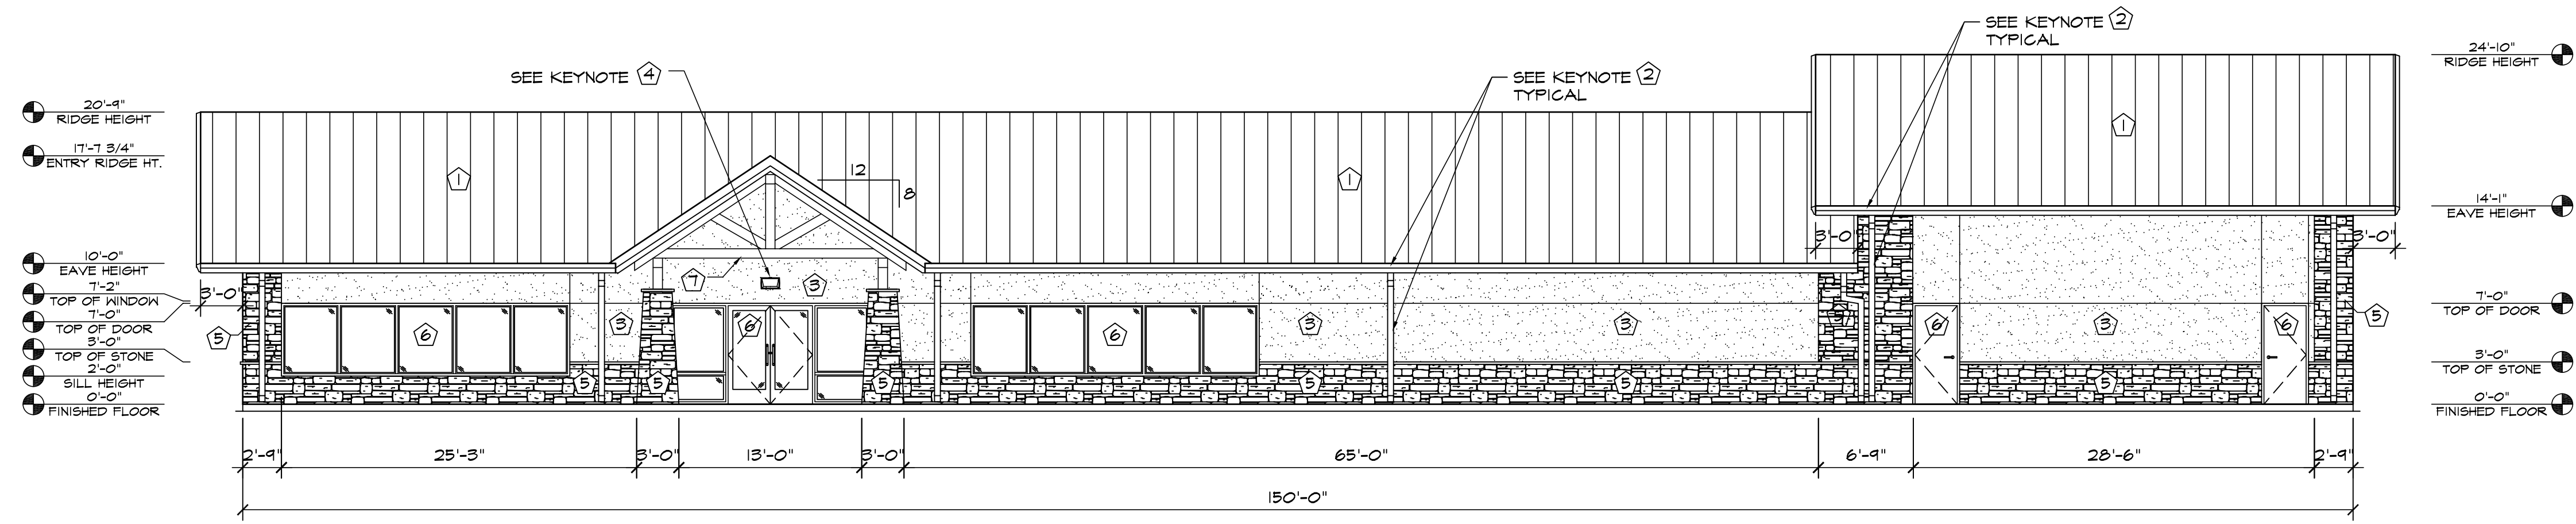 SEE KEYNOTE 2
TYPICAL
24'-10"
RIDGE HEIGHT
SEE KEYNOTE 4
SEE KEYNOTE 2
TYPICAL
20'-9"
RIDGE HEIGHT
17'-7 3/4"
ENTRY RIDGE HT.
1
12
8
1
1
14'-1"
EAVE HEIGHT
3'-0"
3'-0"
10'-0"
EAVE HEIGHT
7'-2"
TOP OF WINDOW
7'-0"
TOP OF DOOR
3'-0"
TOP OF STONE
2'-0"
SILL HEIGHT
0'-0"
FINISHED FLOOR
3'-0"
7
3
5
6
3
6
6
3
3
5
6
3
6
5
7'-0"
TOP OF DOOR
3'-0"
TOP OF STONE
0'-0"
FINISHED FLOOR
5
5
5
5
5
5
2'-9"
25'-3"
3'-0"
13'-0"
3'-0"
65'-0"
6'-9"
28'-6"
2'-9"
150'-0"